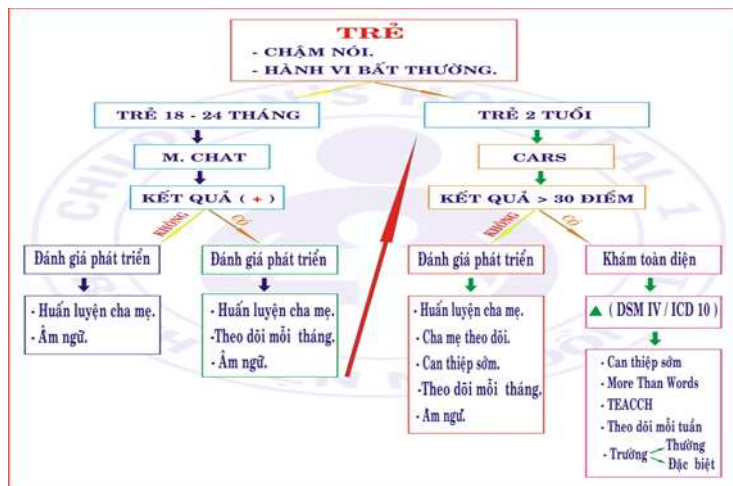 TRẺ
- CHẬM NÓI.
- HÀNH VI BẤT THƯỜNG.
TRẺ 18 - 24 THÁNG
M. CHAT
KẾT QUẢ ( + )
KHÔNG
CÓ
Đánh giá phát triển
- Huấn luyện cha mẹ.
- Âm ngữ.
Đánh giá phát triển
- Huấn luyện cha mẹ.
-Theo dõi mỗi tháng.
- Âm ngữ.
TRẺ 2 TUỔI
CARS
KẾT QUẢ > 30 ĐIỂM
KHÔNG
CÓ
Đánh giá phát triển
- Huấn luyện cha mẹ.
- Cha mẹ theo dõi.
- Can thiệp sớm.
-Theo dõi mỗi tháng.
- Âm ngư.
Khám toàn diện
▲ ( DSM IV / ICD 10 )
- Can thiệp sớm
- More Than Words
- TEACCH
- Theo dõi mỗi tuần
- Trường
Thường
Đặc biệt
CHILDREN'S HOSPITAL 1